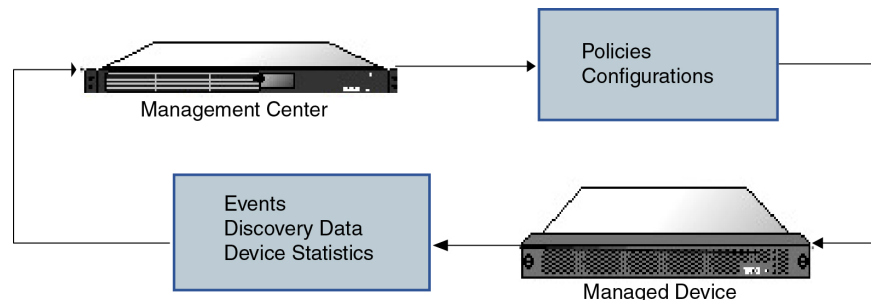 Policies
Configurations
Management Center
Events
Discovery Data
Device Statistics
Managed Device